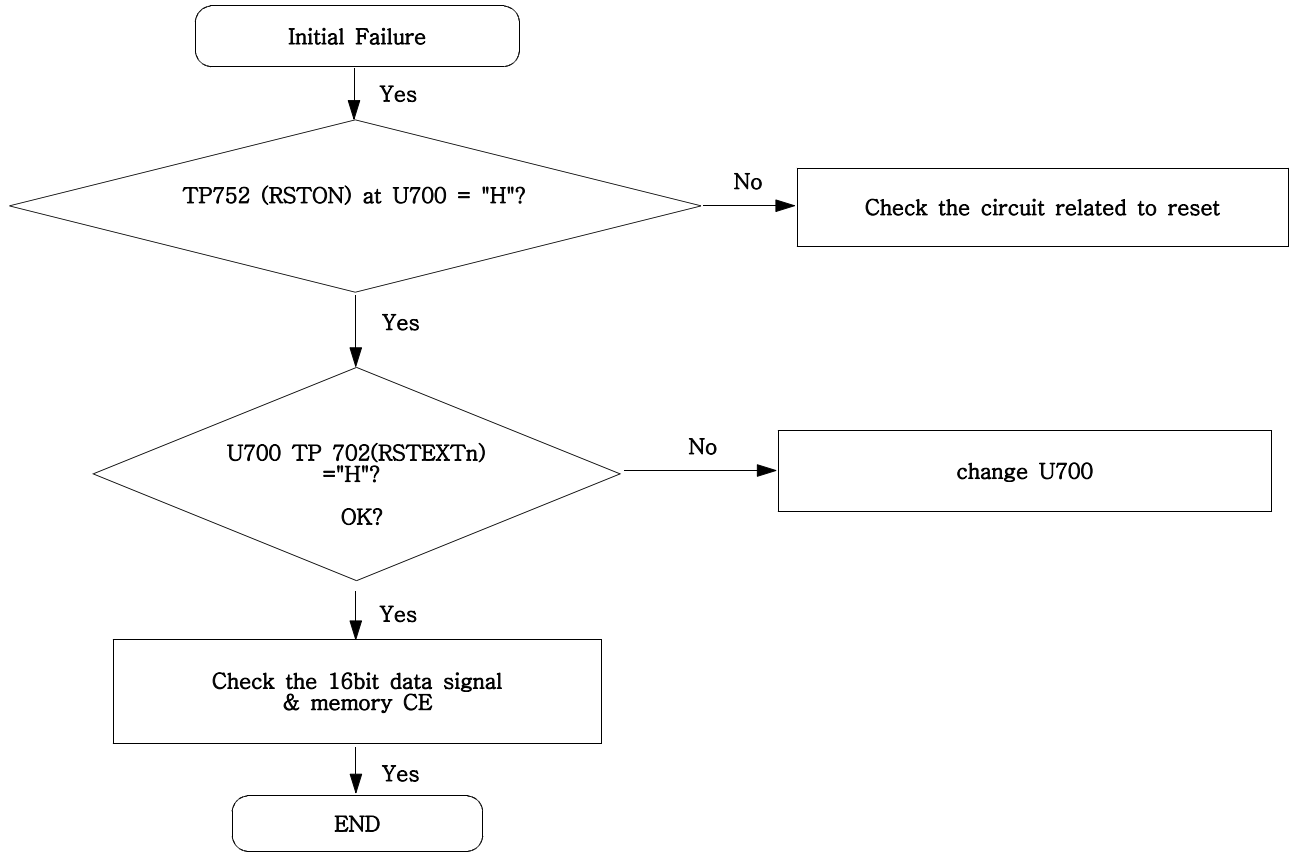 Initial Failure
Yes
TP752 (RSTON) at U700 = "H"?
No
Check the circuit related to reset
Yes
U700 TP 702(RSTEXTn)
="H"?
OK?
No
change U700
Yes
Check the 16bit data signal
& memory CE
Yes
END